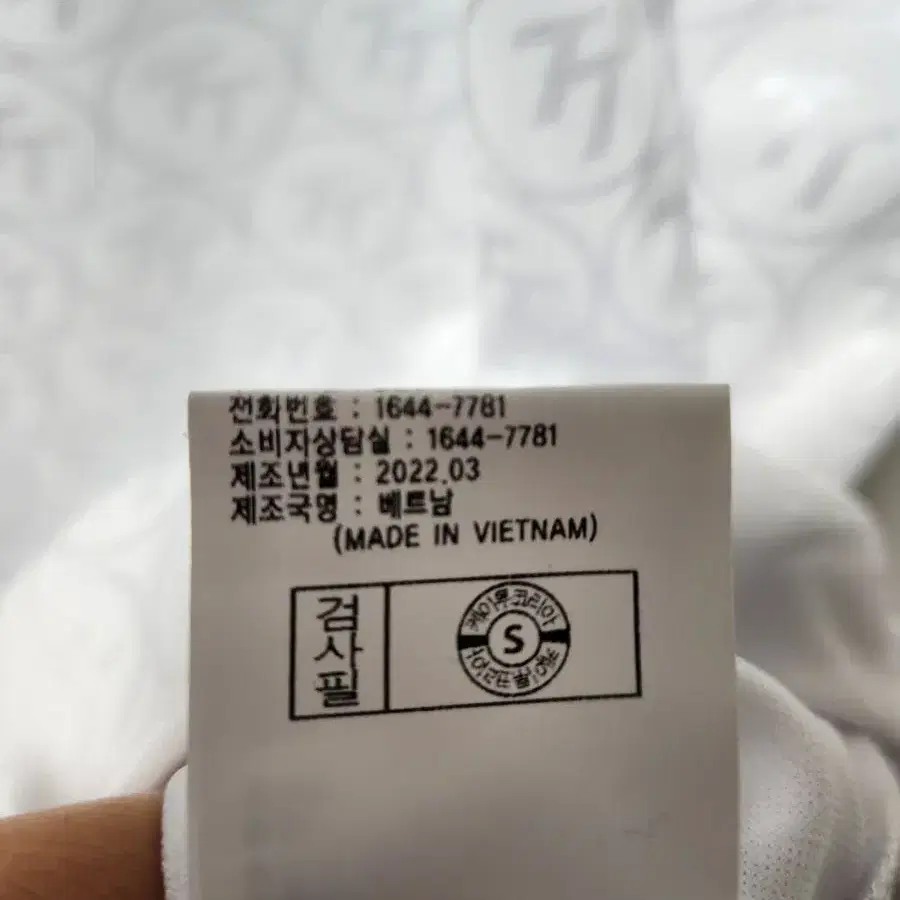 TH
전화번호 : 1644-7781
소비자상담실 : 1644-7781
제조년월 : 2022.03
제조국명 : 베트남
(MADE IN VIETNAM)
검사필
케이투코리아
S